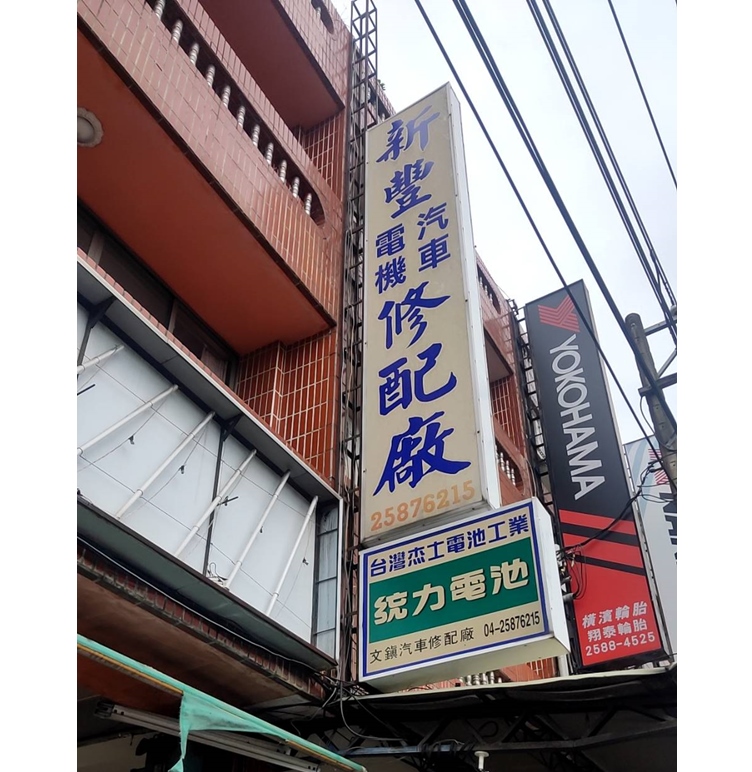 新豐
汽車
電機
修配廠
25876215
台灣杰士電池工業
統力電池
文鎮汽車修配廠 04-25876215
YOKOHAMA
橫濱輪胎
翔泰輪胎
2588-4525